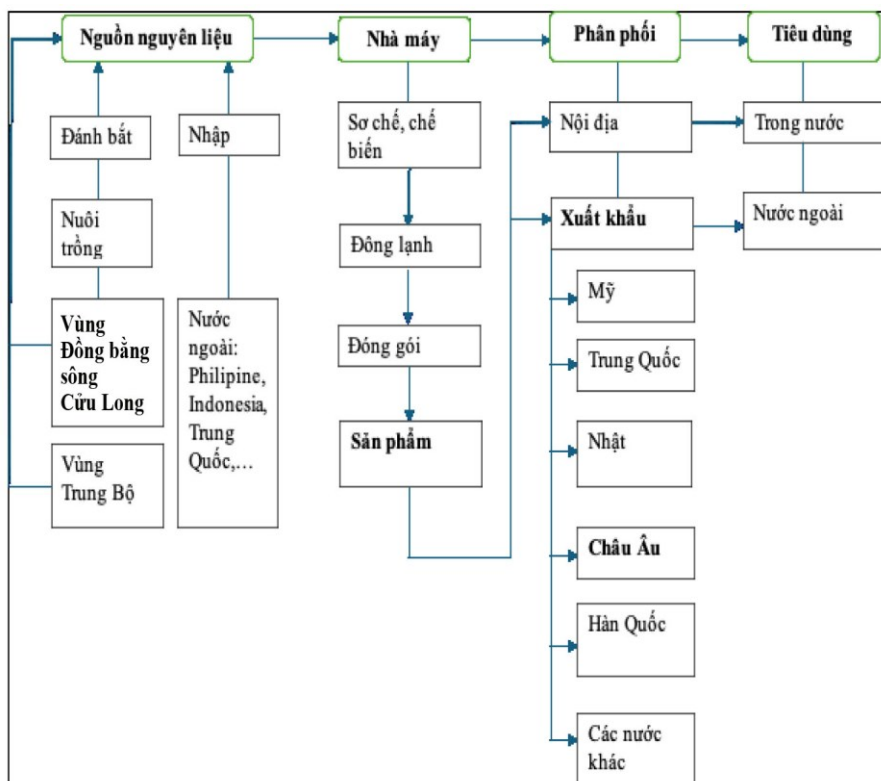 Nguồn nguyên liệu
Nhà máy
Phân phối
Tiêu dùng
Đánh bắt
Nhập
Sơ chế, chế
biến
Nội địa
Trong nước
Nuôi
trồng
Đông lạnh
Xuất khẩu
Nước ngoài
Vùng
Đồng bằng
sông
Cửu Long
Nước
ngoài:
Philipine,
Indonesia,
Trung
Quốc,...
Đóng gói
Sản phẩm
Vùng
Trung Bộ
Mỹ
Trung Quốc
Nhật
Châu Âu
Hàn Quốc
Các nước
khác